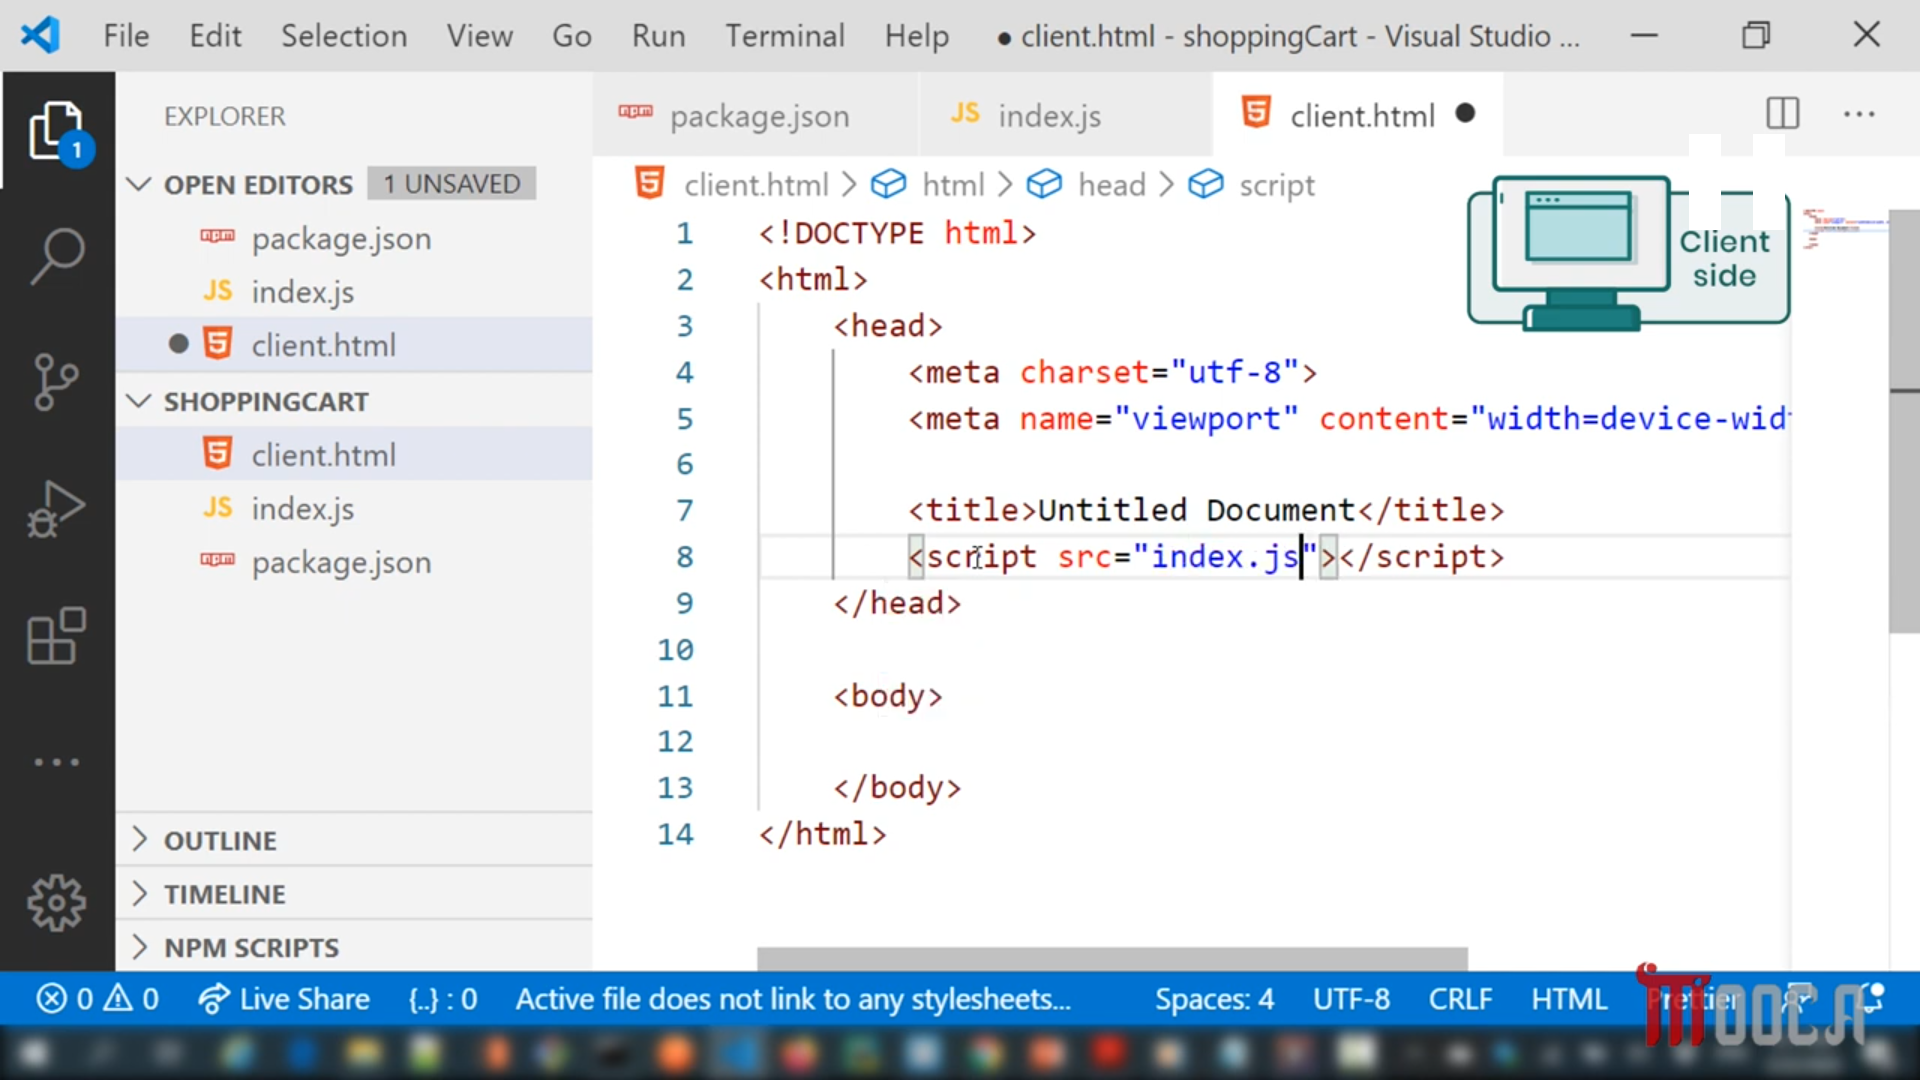 File Edit Selection View Go Run Terminal Help ● client.html - shoppingCart - Visual Studio ...
EXPLORER
1
OPEN EDITORS 1 UNSAVED
package.json
JS index.js
client.html
SHOPPINGCART
client.html
JS index.js
package.json
OUTLINE
TIMELINE
NPM SCRIPTS
package.json JS index.js client.html
client.html > html > head > script
1 <!DOCTYPE html>
2 <html>
3 <head>
4 <meta charset="utf-8">
5 <meta name="viewport" content="width=device-wid
6
7 <title>Untitled Document</title>
8 <script src="index.js"></script>
9 </head>
10
11 <body>
12
13 </body>
14 </html>
Client
side
0 0 Live Share {..} : 0 Active file does not link to any stylesheets... Spaces: 4 UTF-8 CRLF HTML Prettier
MOOCA